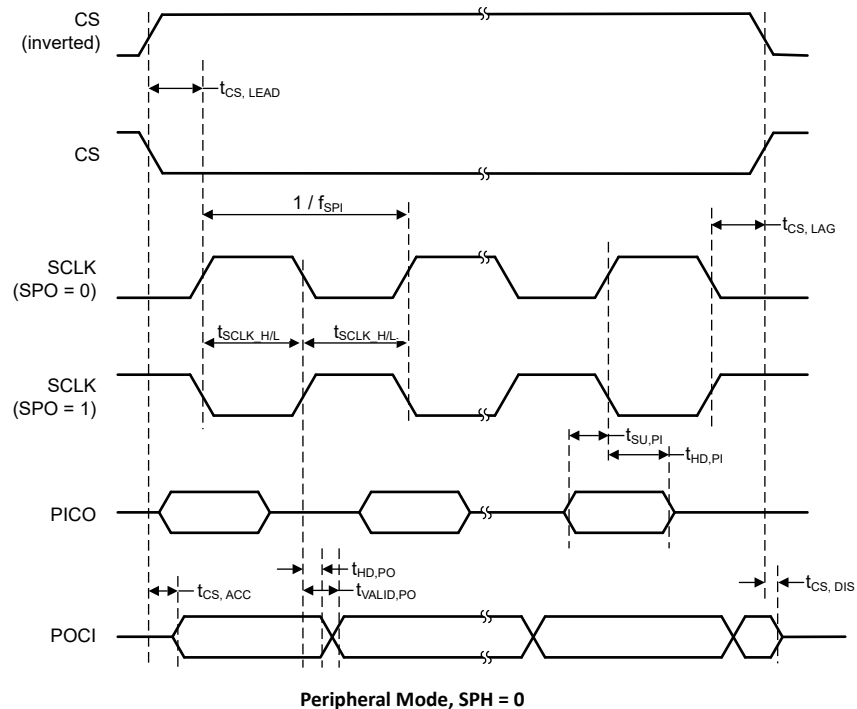 CS
(inverted)
tCS, LEAD
CS
1 / fSPI
tCS, LAG
SCLK
(SPO = 0)
tSCLK_H/L
tSCLK_H/L.
SCLK
(SPO = 1)
tSU,PI
tHD,PI
PICO
tHD,PO
tCS, ACC
tVALID,PO
tCS, DIS
POCI
Peripheral Mode, SPH = 0